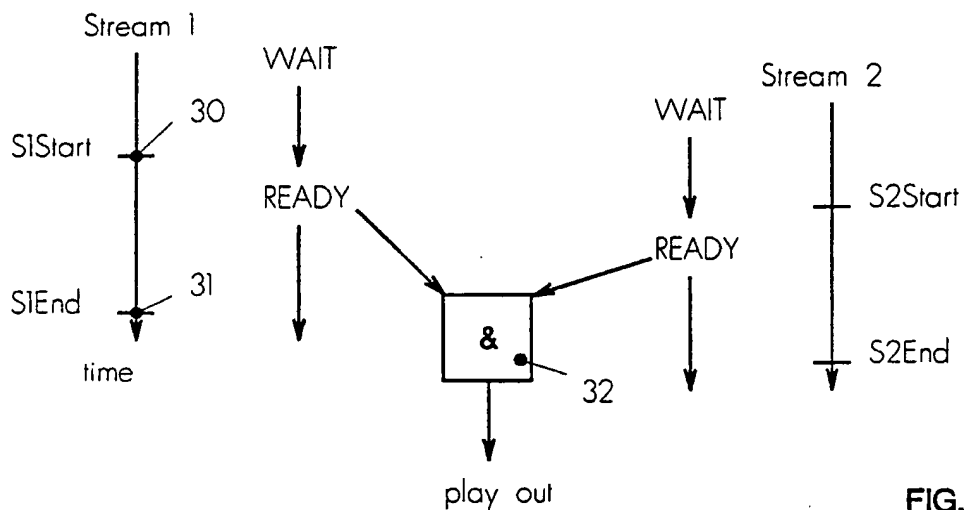 Stream 1
WAIT
Stream 2
30
WAIT
S1Start
READY
S2Start
READY
31
S1End
&
S2End
time
32
play out
FIG.